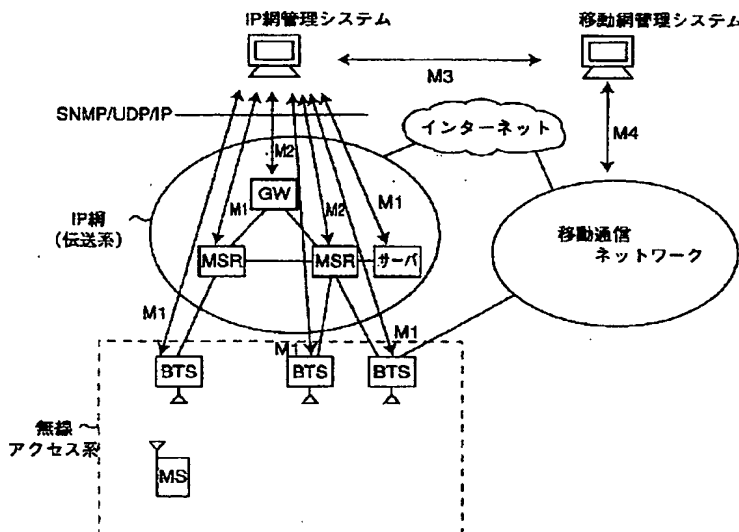 IP網管理システム
移動網管理システム
M3
SNMP/UDP/IP
インターネット
M4
M2
GW
M1
M2
M1
IP網
(伝送系)
MSR
MSR
サーバ
移動通信
ネットワーク
M1
M1
M1
BTS
BTS
BTS
無線
アクセス系
MS